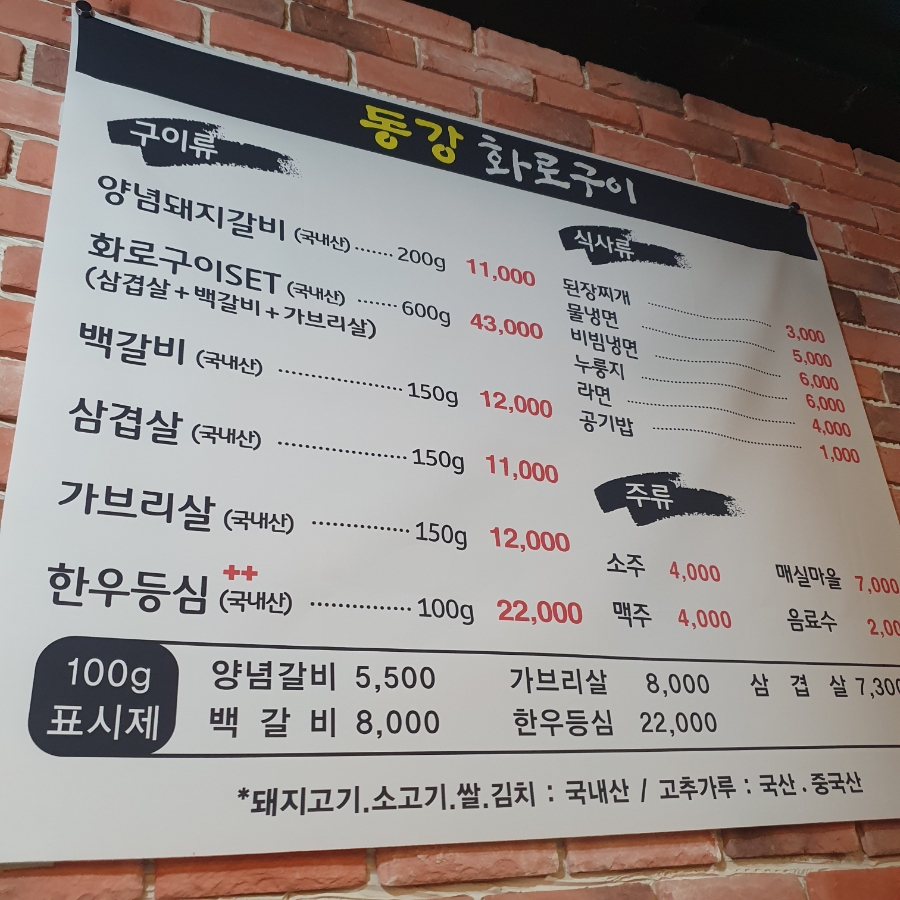 동강 화로구이
구이류
양념돼지갈비 (국내산) ...... 200g 11,000
화로구이SET (국내산) ....... 600g 43,000
(삼겹살 + 백갈비 + 가브리살)
백갈비 (국내산) .................. 150g 12,000
삼겹살 (국내산) .................. 150g 11,000
가브리살 (국내산) .............. 150g 12,000
한우등심 ++ (국내산) .............. 100g 22,000
식사류
된장찌개 .................. 3,000
물냉면 .................. 5,000
비빔냉면 .................. 6,000
누룽지 .................. 6,000
라면 .................. 4,000
공기밥 .................. 1,000
주류
소주 4,000 매실마을 7,000
맥주 4,000 음료수 2,00
100g
표시제
양념갈비 5,500 가브리살 8,000 삼 겹 살 7,300
백 갈 비 8,000 한우등심 22,000
*돼지고기.소고기.쌀.김치 : 국내산 / 고추가루 : 국산 . 중국산